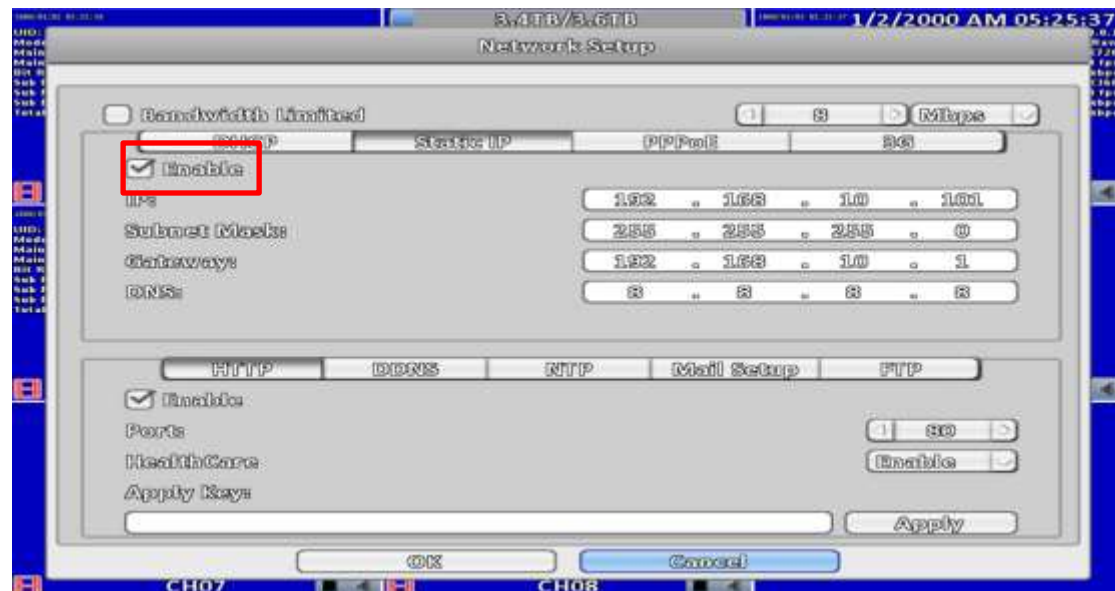 3.4TB/3.6TB
1/2/2000 AM 05:25:37
Network Setup
Bandwidth Limited 8 Mbps
DHCP Static IP PPPoE 3G
Enable
IP: 192 . 168 . 10 . 101
Subnet Mask: 255 . 255 . 255 . 0
Gateway: 192 . 168 . 10 . 1
DNS: 8 . 8 . 8 . 8
HTTP DDNS NTP Mail Setup FTP
Enable
Port: 80
HealthCare Enable
Apply Key:
Apply
OK Cancel
CH07 CH08